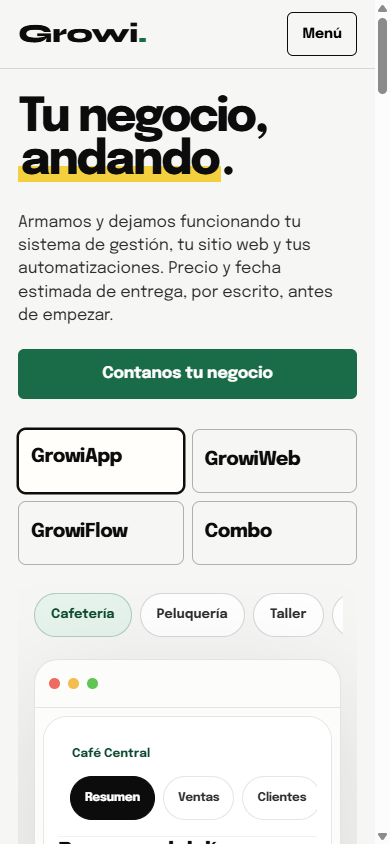 Growi.
Menú
Tu negocio,
andando.
Armamos y dejamos funcionando tu
sistema de gestión, tu sitio web y tus
automatizaciones. Precio y fecha
estimada de entrega, por escrito, antes
de empezar.
Contanos tu negocio
GrowiApp
GrowiWeb
GrowiFlow
Combo
Cafetería
Peluquería
Taller
Café Central
Resumen
Ventas
Clientes